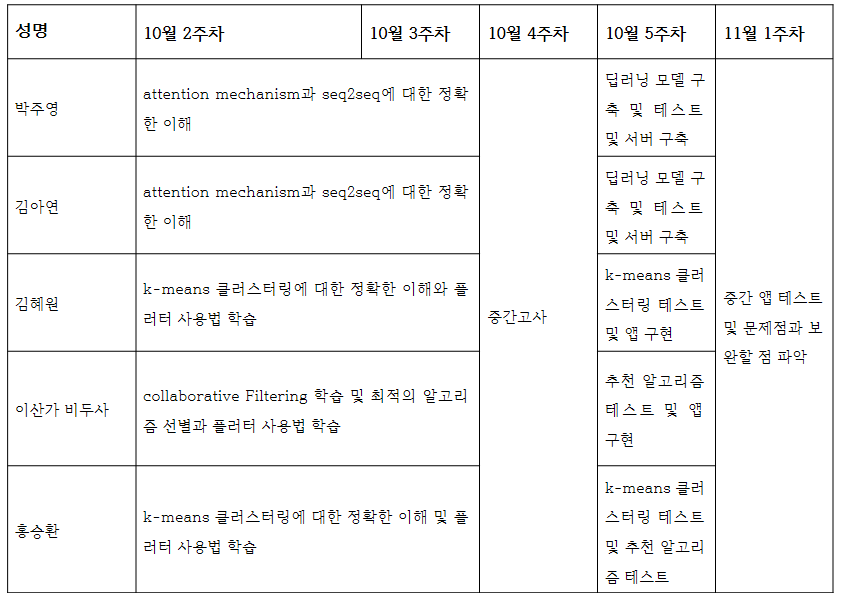 성명 10월 2주차 10월 3주차 10월 4주차 10월 5주차 11월 1주차
박주영
attention mechanism과 seq2seq에 대한 정확
한 이해
딥러닝 모델 구
축 및 테스트
및 서버 구축
김아연
attention mechanism과 seq2seq에 대한 정확
한 이해
딥러닝 모델 구
축 및 테스트
및 서버 구축
김혜원
k-means 클러스터링에 대한 정확한 이해와 플
러터 사용법 학습
중간고사
k-means 클러
스터링 테스트
및 앱 구현
중간 앱 테스트
및 문제점과 보
완할 점 파악
이산가 비두사
collaborative Filtering 학습 및 최적의 알고리
즘 선별과 플러터 사용법 학습
추천 알고리즘
테스트 및 앱
구현
홍승환
k-means 클러스터링에 대한 정확한 이해 및 플
러터 사용법 학습
k-means 클러
스터링 테스트
및 추천 알고리
즘 테스트